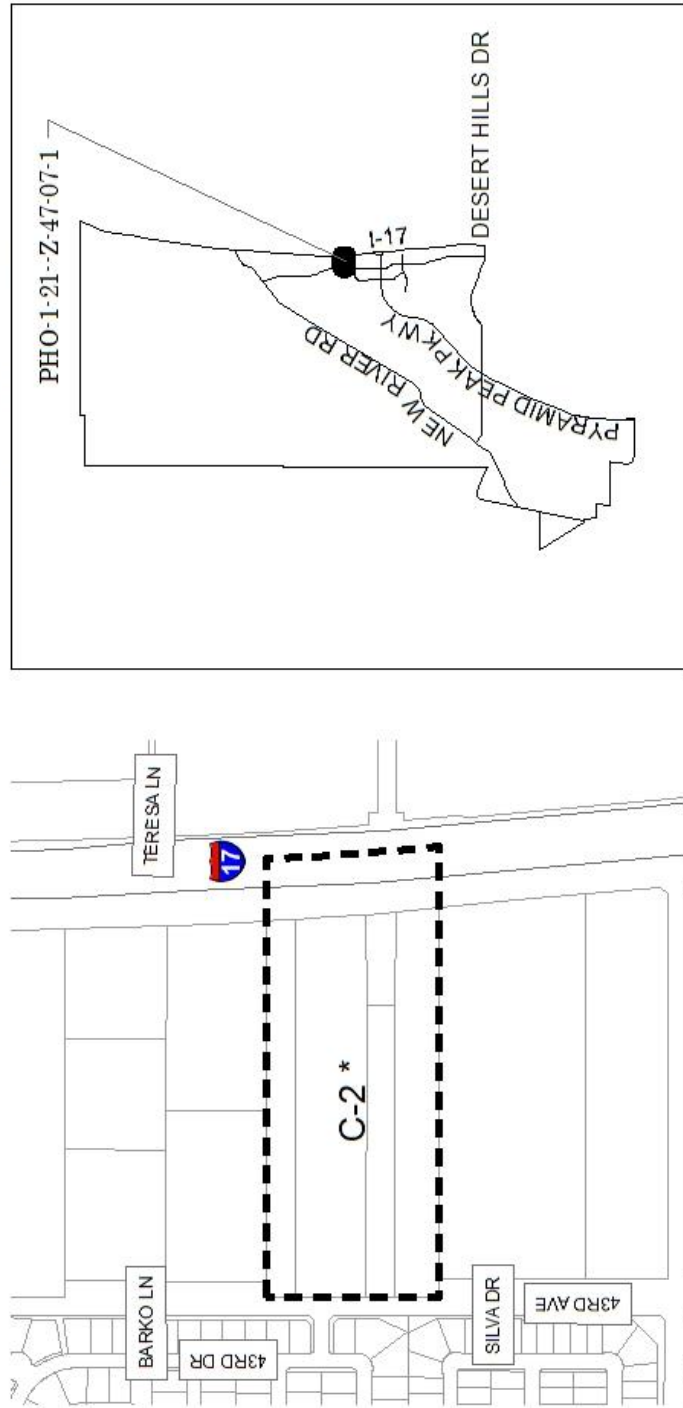 PHO-1-21--Z-47-07-1
I-17
DESERT HILLS DR
NEW RIVER RD
PYRAMID PEAK PKWY
TERESA LN
17
C-2 *
BARKO LN
43RD DR
SILVA DR
43RD AVE